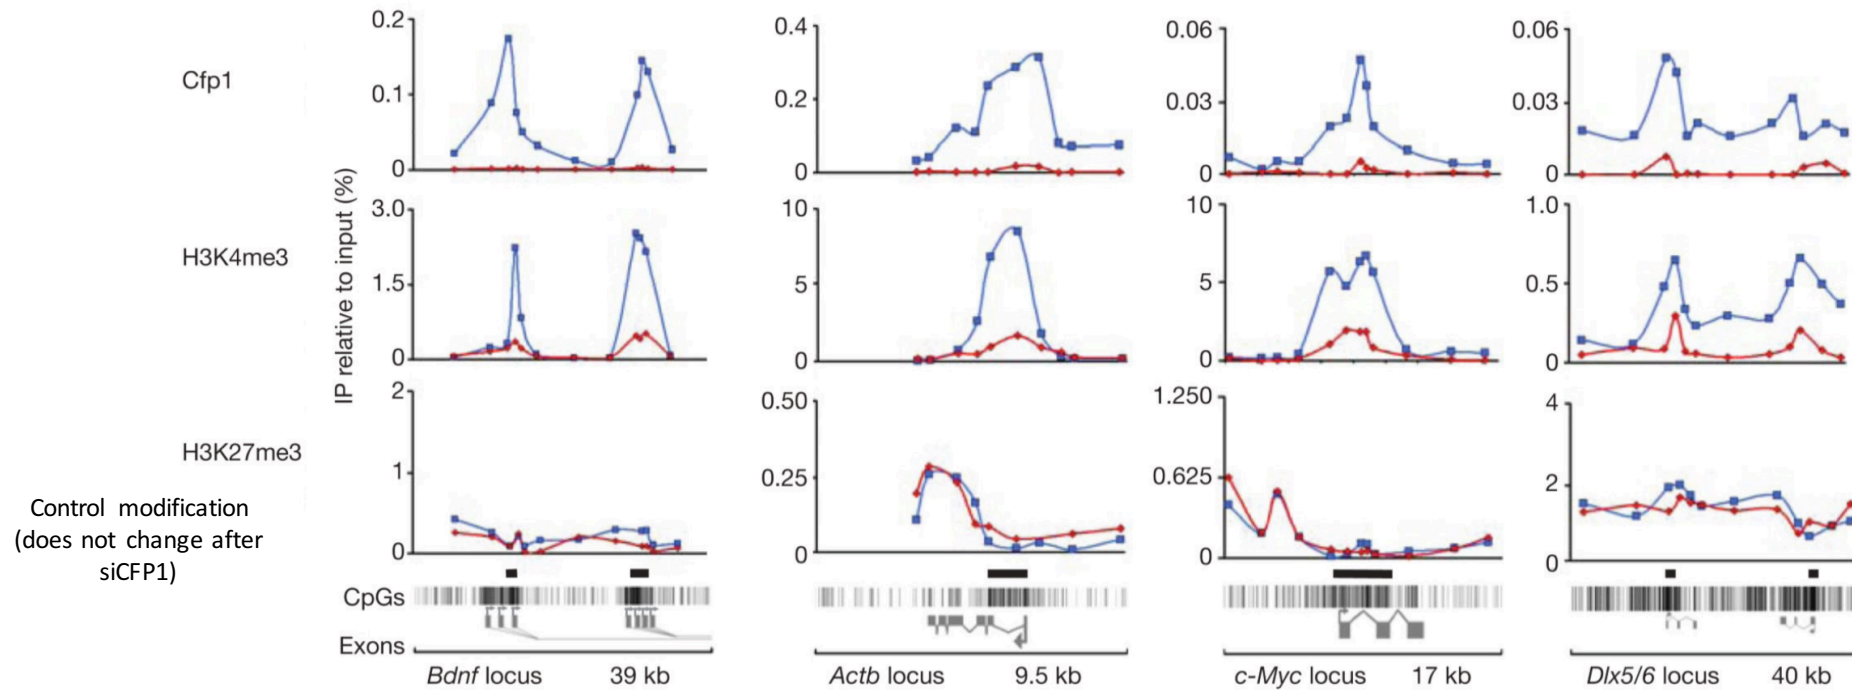 Cfp1
H3K4me3
H3K27me3
Control modification
(does not change after
siCFP1)
IP relative to input (%)
0.2
0.1
0
0.4
0.2
0
0.06
0.03
0
0.06
0.03
0
3.0
1.5
0
10
5
0
10
5
0
1.0
0.5
0
2
1
0
0.50
0.25
0
1.250
0.625
0
4
2
0
CpGs
Exons
Bdnf locus 39 kb
Actb locus 9.5 kb
c-Myc locus 17 kb
Dlx5/6 locus 40 kb